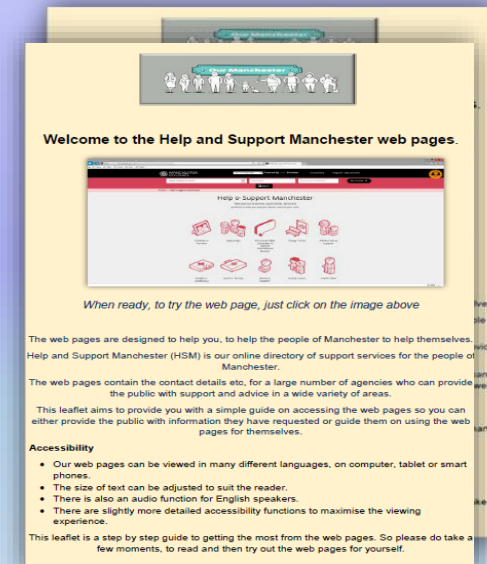 Our Manchester
Welcome to the Help and Support Manchester web pages.
Help & Support Manchester
When ready, to try the web page, just click on the image above
The web pages are designed to help you, to help the people of Manchester to help themselves.
Help and Support Manchester (HSM) is our online directory of support services for the people of
Manchester.
The web pages contain the contact details etc, for a large number of agencies who can provide
the public with support and advice in a wide variety of areas.
This leaflet aims to provide you with a simple guide on accessing the web pages so you can
either provide the public with information they have requested or guide them on using the web
pages for themselves.
Accessibility
• Our web pages can be viewed in many different languages, on computer, tablet or smart
phones.
• The size of text can be adjusted to suit the reader.
• There is also an audio function for English speakers.
• There are slightly more detailed accessibility functions to maximise the viewing
experience.
This leaflet is a step by step guide to getting the most from the web pages. So please do take a
few moments, to read and then try out the web pages for yourself.